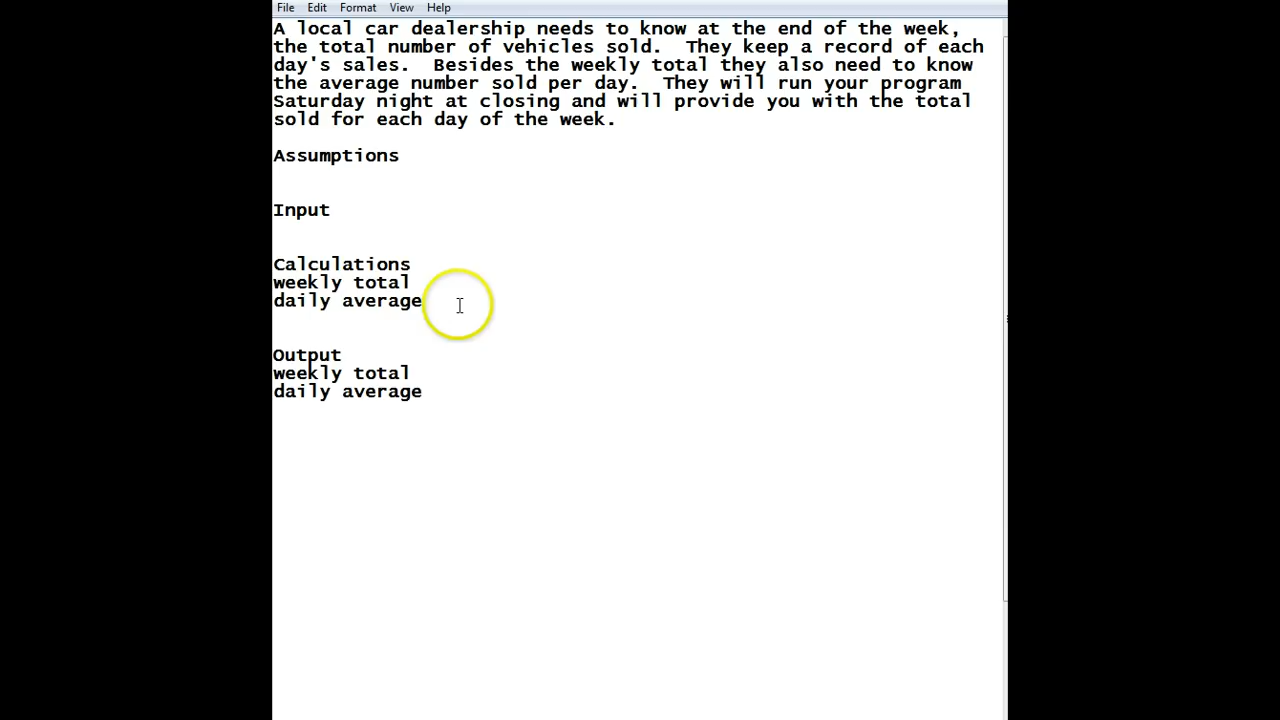 File Edit Format View Help
A local car dealership needs to know at the end of the week,
the total number of vehicles sold.  They keep a record of each
day's sales.  Besides the weekly total they also need to know
the average number sold per day.  They will run your program
Saturday night at closing and will provide you with the total
sold for each day of the week.
Assumptions
Input
Calculations
weekly total
daily average
Output
weekly total
daily average